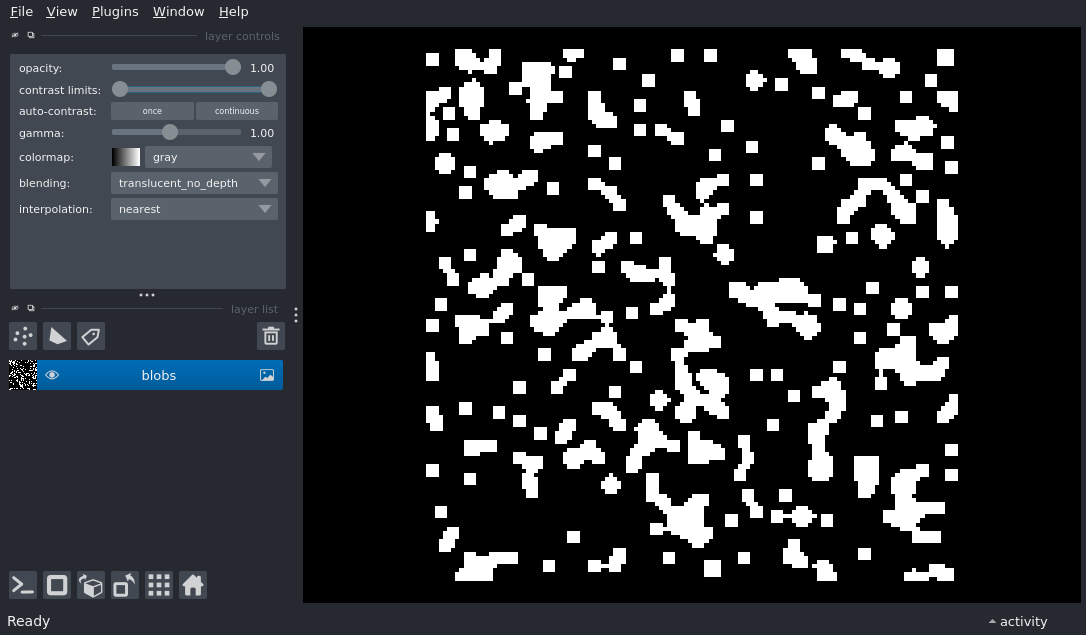 File View Plugins Window Help
layer controls
opacity: 1.00
contrast limits:
auto-contrast: once continuous
gamma: 1.00
colormap: gray
blending: translucent_no_depth
interpolation: nearest
layer list
blobs
Ready
activity